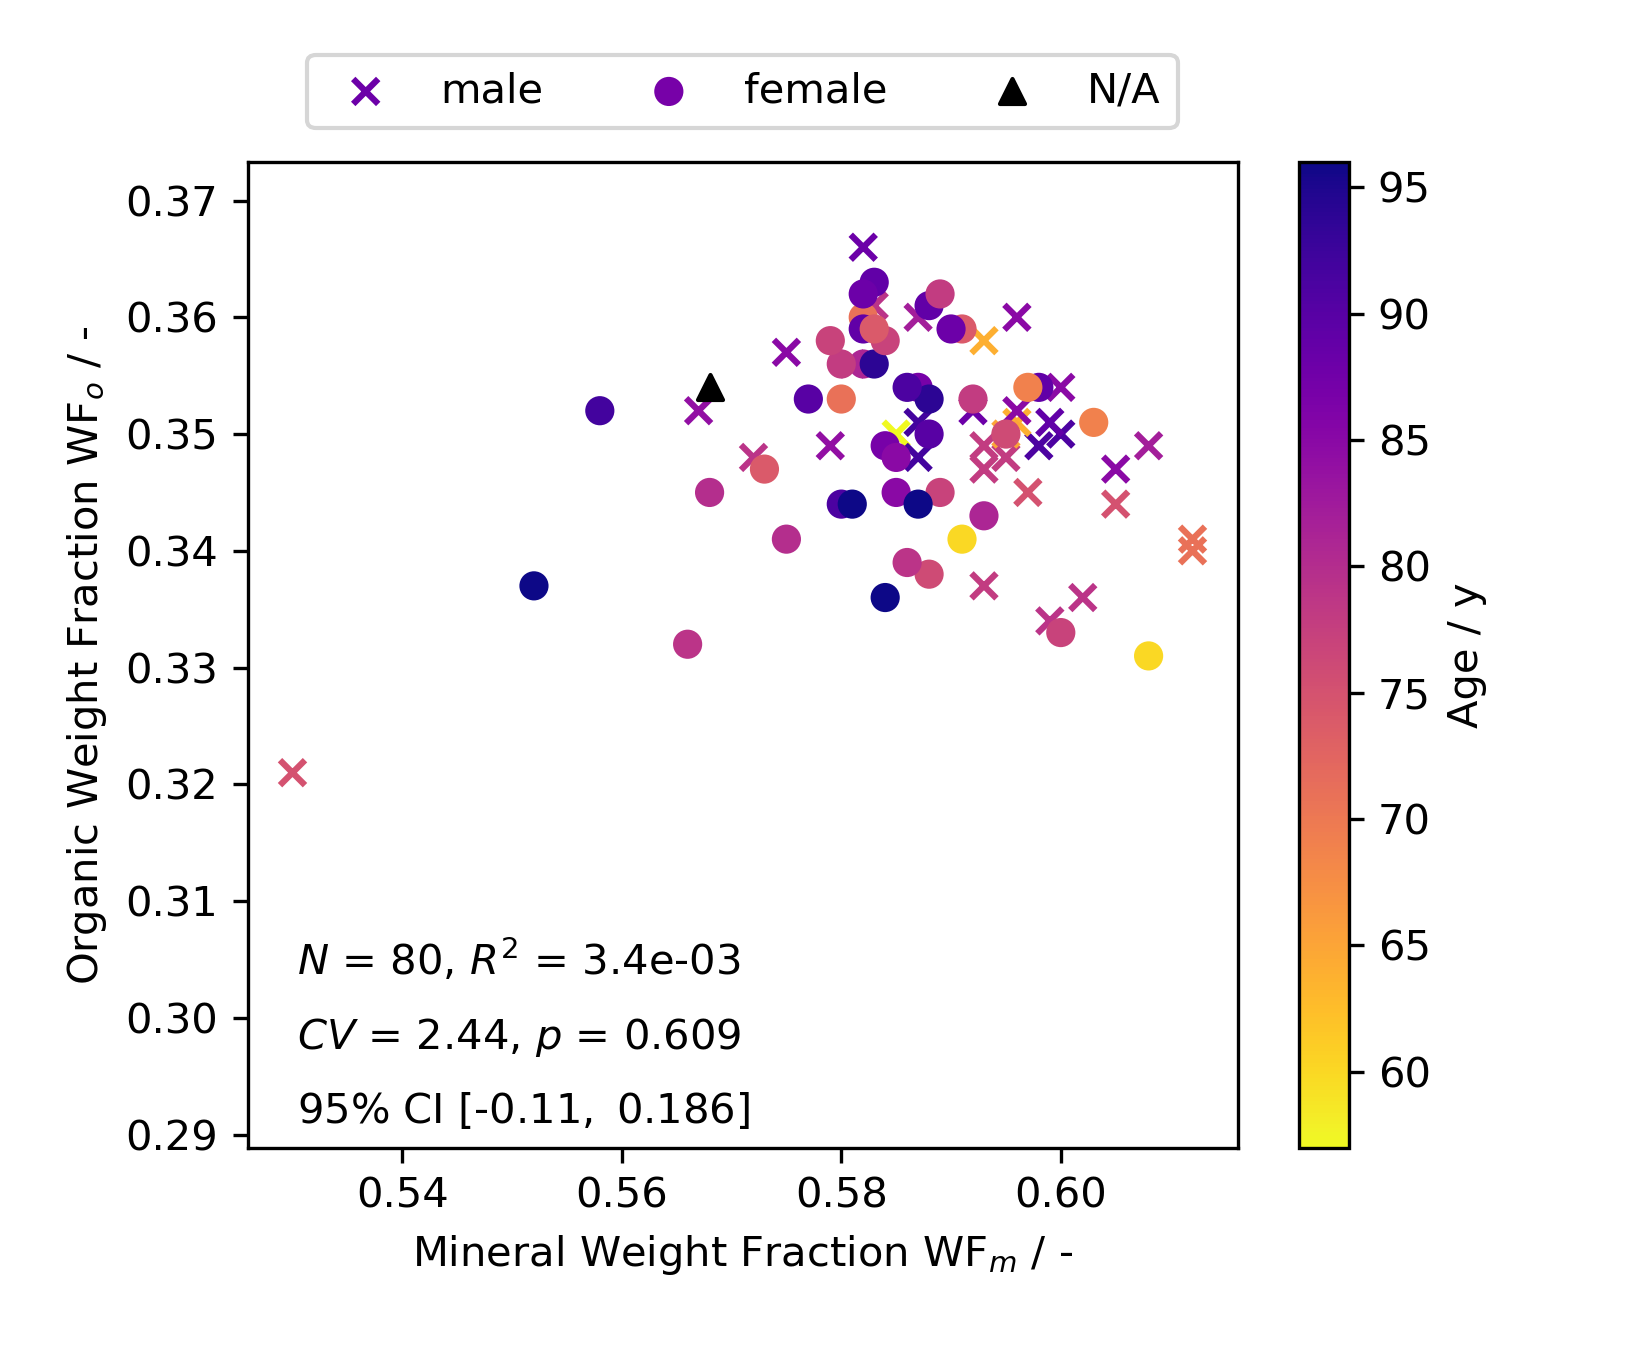 male female N/A
0.37
0.36
0.35
0.34
0.33
0.32
0.31
0.30
0.29
Organic Weight Fraction WFₒ / -
N = 80, R² = 3.4e-03
CV = 2.44, p = 0.609
95% CI [-0.11, 0.186]
0.54 0.56 0.58 0.60
Mineral Weight Fraction WFₘ / -
95
90
85
80
75
70
65
60
Age / y